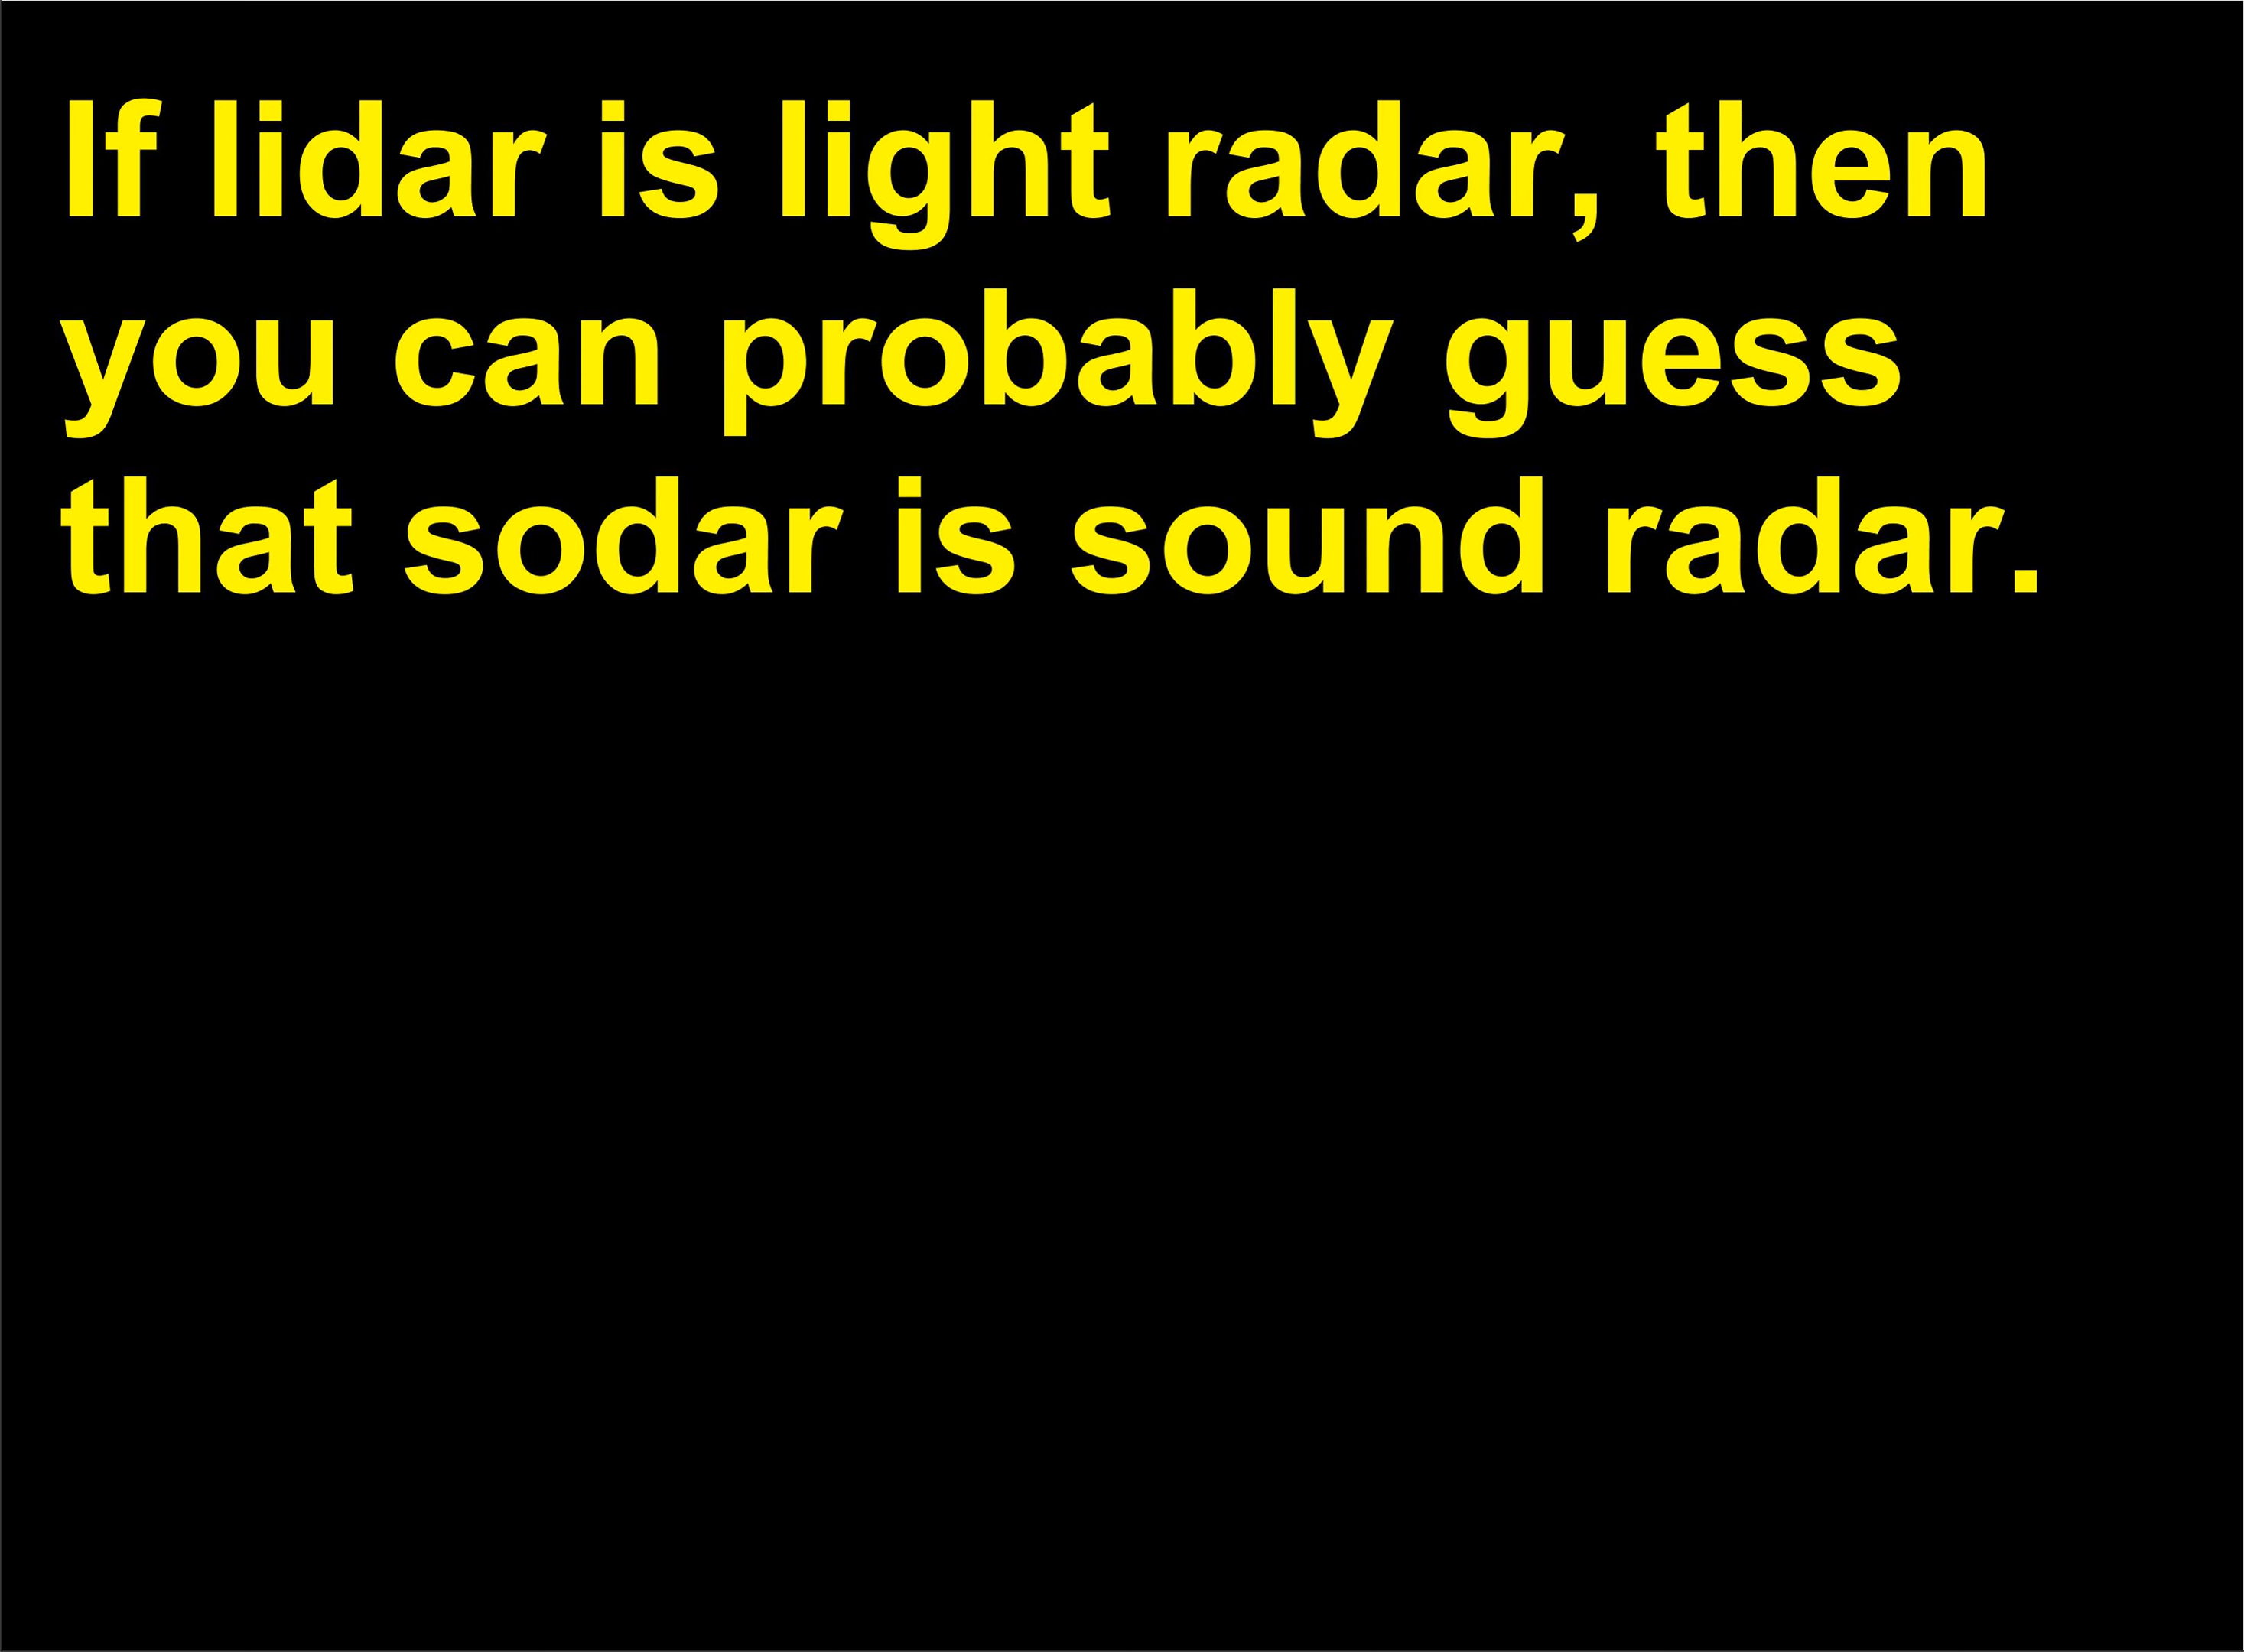 If lidar is light radar, then
you can probably guess
that sodar is sound radar.